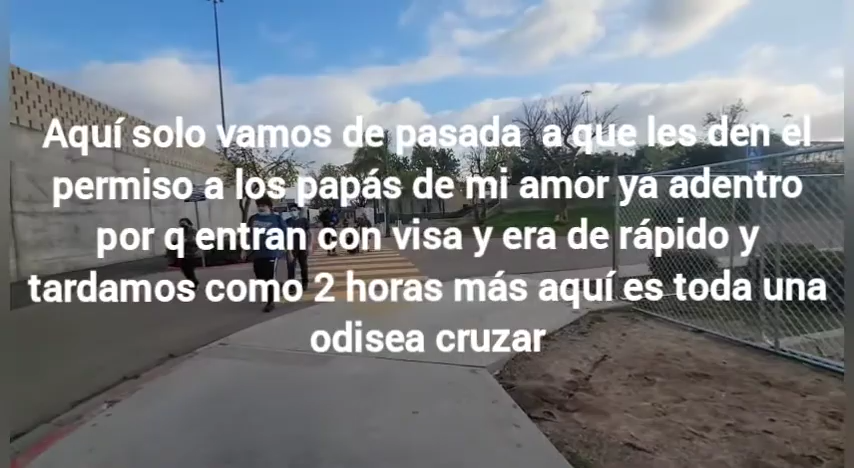 Aquí solo vamos de pasada a que les den el
permiso a los papás de mi amor ya adentro
por q entran con visa y era de rápido y
tardamos como 2 horas más aquí es toda una
odisea cruzar